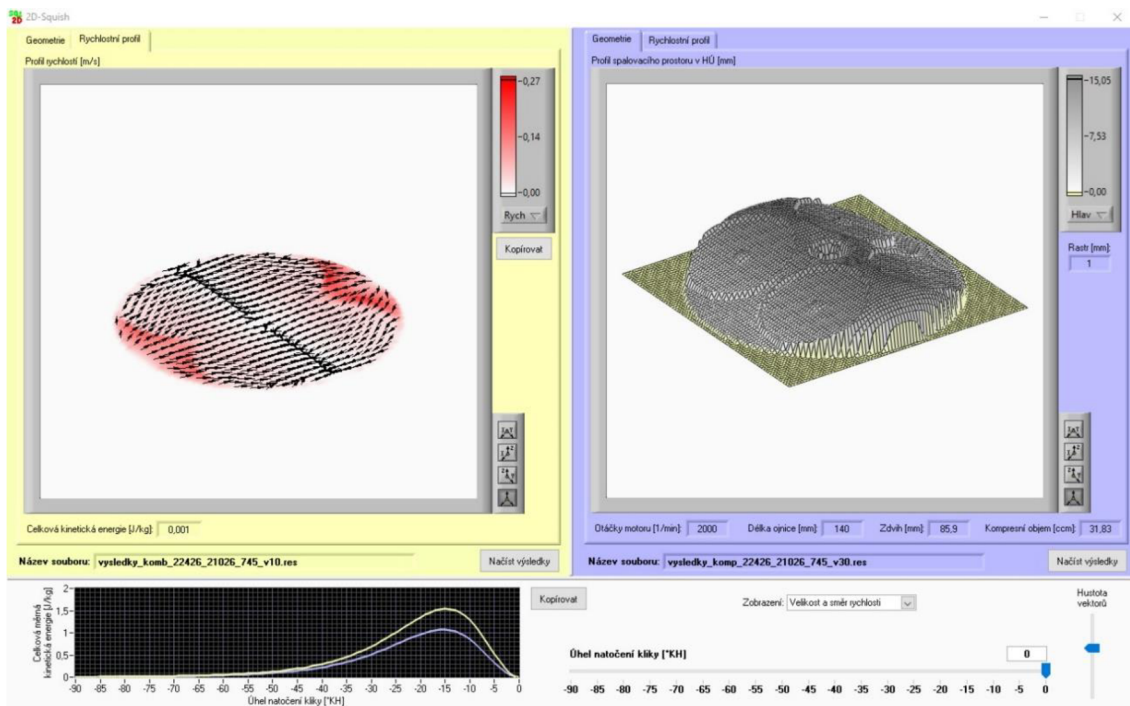 2D-Squish
Geometrie Rychlostní profil
Profil rychlostí [m/s]
0,27
0,14
0,00
Rych
Kopírovat
Celková kinetická energie [J/kg]: 0,001
Název souboru: vysledky_komb_22426_21026_745_v10.res Načíst výsledky
Geometrie Rychlostní profil
Profil spalovacího prostoru v HÚ [mm]
15,05
7,53
0,00
Hlav
Rastr [mm]:
1
Otáčky motoru [1/min]: 2000 Délka ojnice [mm]: 140 Zdvih [mm]: 85,9 Kompresní objem [ccm]: 31,83
Název souboru: vysledky_komp_22426_21026_745_v30.res Načíst výsledky
Celková měrná
kinetická energie [J/kg]
2
1,5
1
0,5
0
-90 -85 -80 -75 -70 -65 -60 -55 -50 -45 -40 -35 -30 -25 -20 -15 -10 -5 0
Úhel natočení kliky [°KH]
Kopírovat
Zobrazení: Velikost a směr rychlosti
Hustota
vektorů
Úhel natočení kliky [°KH] 0
-90 -85 -80 -75 -70 -65 -60 -55 -50 -45 -40 -35 -30 -25 -20 -15 -10 -5 0